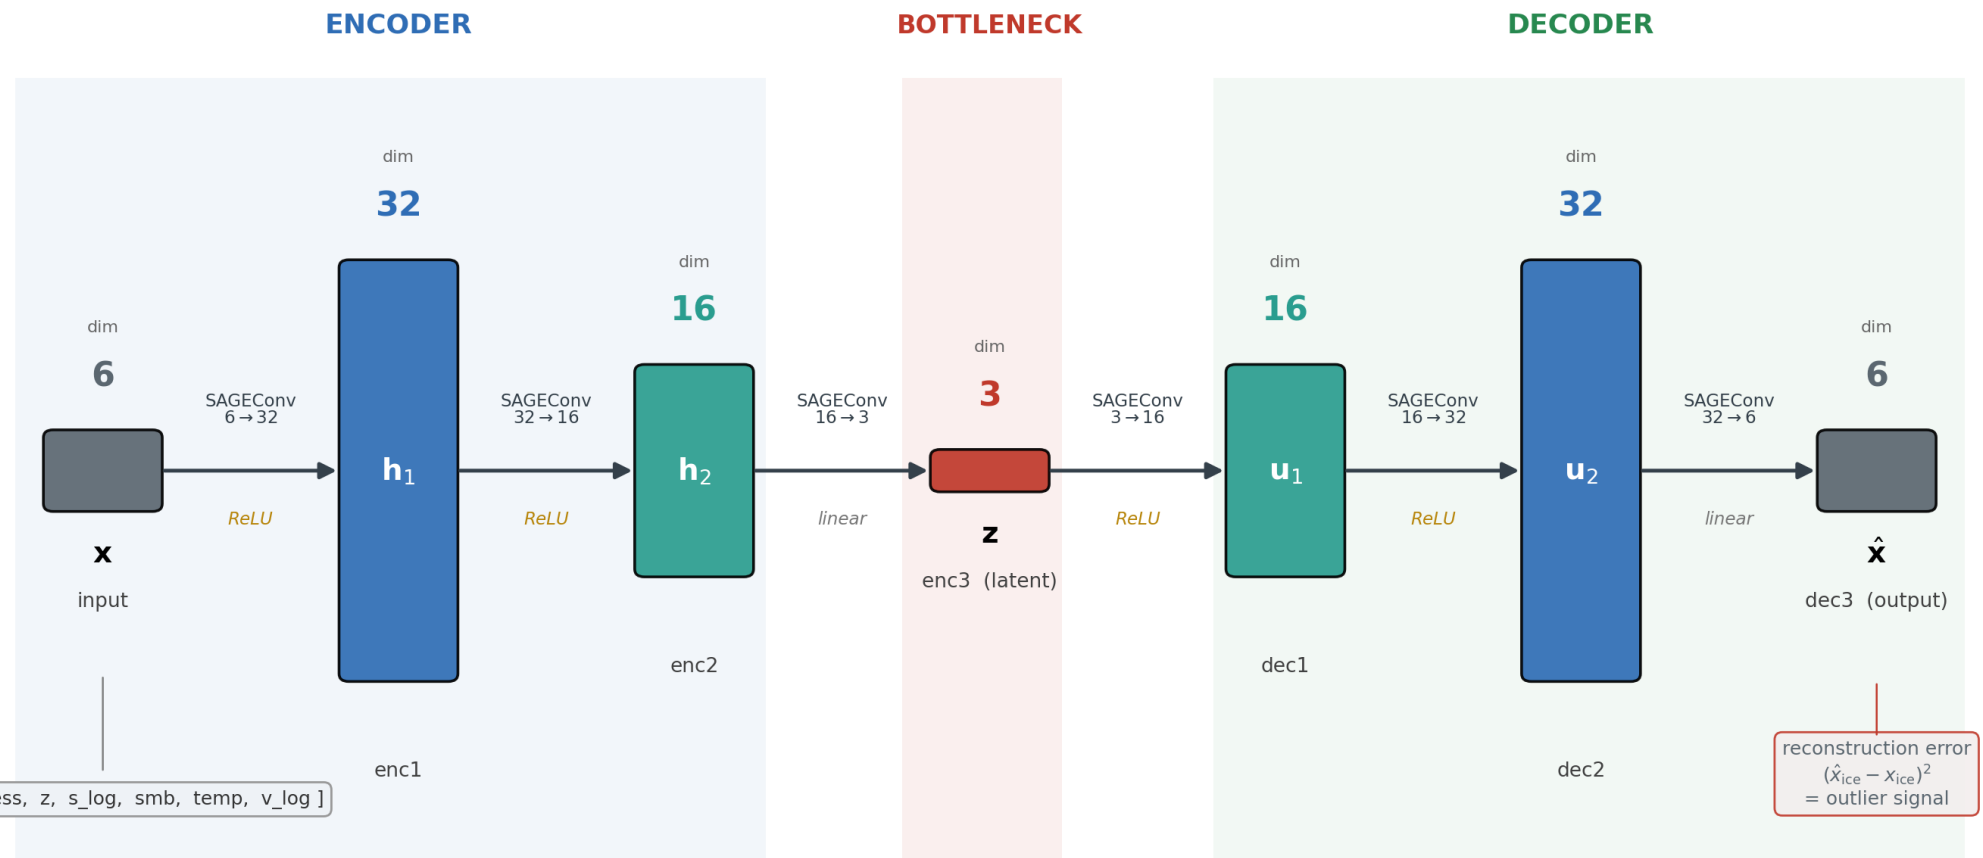 ENCODER
BOTTLENECK
DECODER
dim
6
x
input
SAGEConv
6→32
ReLU
dim
32
h₁
enc1
SAGEConv
32→16
ReLU
dim
16
h₂
enc2
SAGEConv
16→3
linear
dim
3
z
enc3 (latent)
SAGEConv
3→16
ReLU
dim
16
u₁
dec1
SAGEConv
16→32
ReLU
dim
32
u₂
dec2
SAGEConv
32→6
linear
dim
6
x̂
dec3 (output)
z, s_log, smb, temp, v_log ]
reconstruction error
(x̂ice − xice)²
= outlier signal